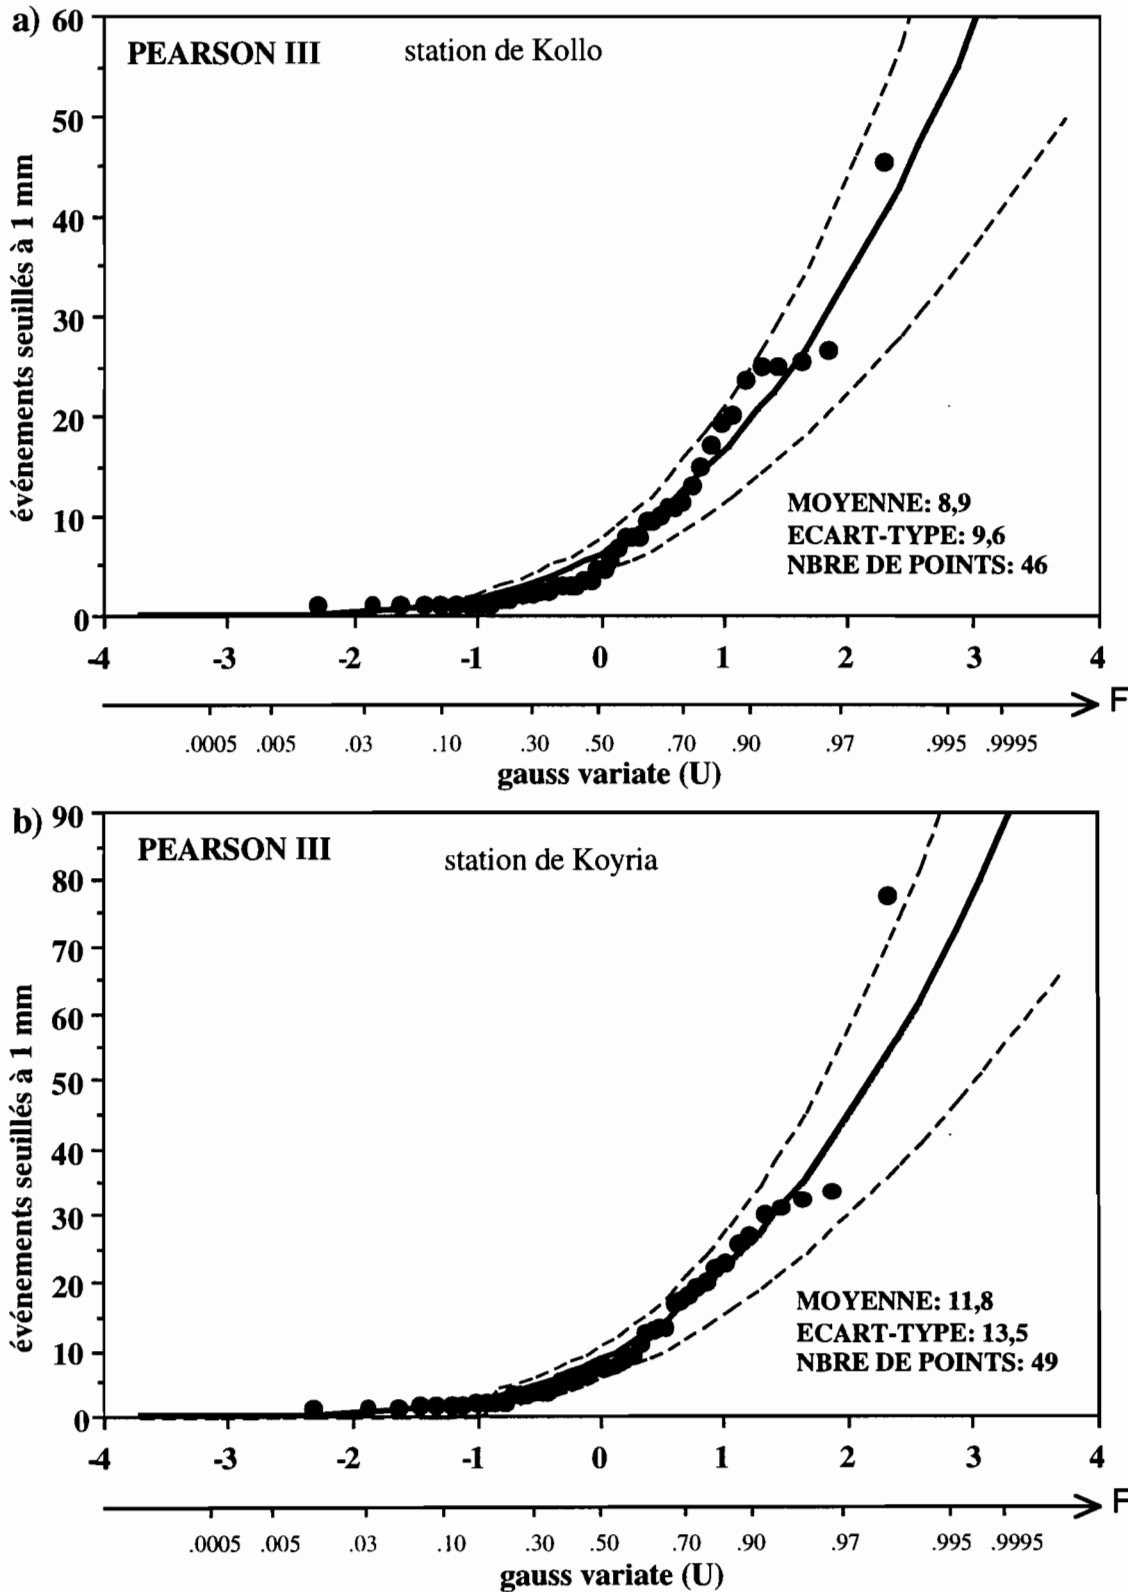 a)
PEARSON III
station de Kollo
événements seuillés à 1 mm
60
50
40
30
20
10
0
MOYENNE: 8,9
ECART-TYPE: 9,6
NBRE DE POINTS: 46
-4 -3 -2 -1 0 1 2 3 4
F
.0005 .005 .03 .10 .30 .50 .70 .90 .97 .995 .9995
gauss variate (U)
b)
PEARSON III
station de Koyria
événements seuillés à 1 mm
90
80
70
60
50
40
30
20
10
0
MOYENNE: 11,8
ECART-TYPE: 13,5
NBRE DE POINTS: 49
-4 -3 -2 -1 0 1 2 3 4
F
.0005 .005 .03 .10 .30 .50 .70 .90 .97 .995 .9995
gauss variate (U)